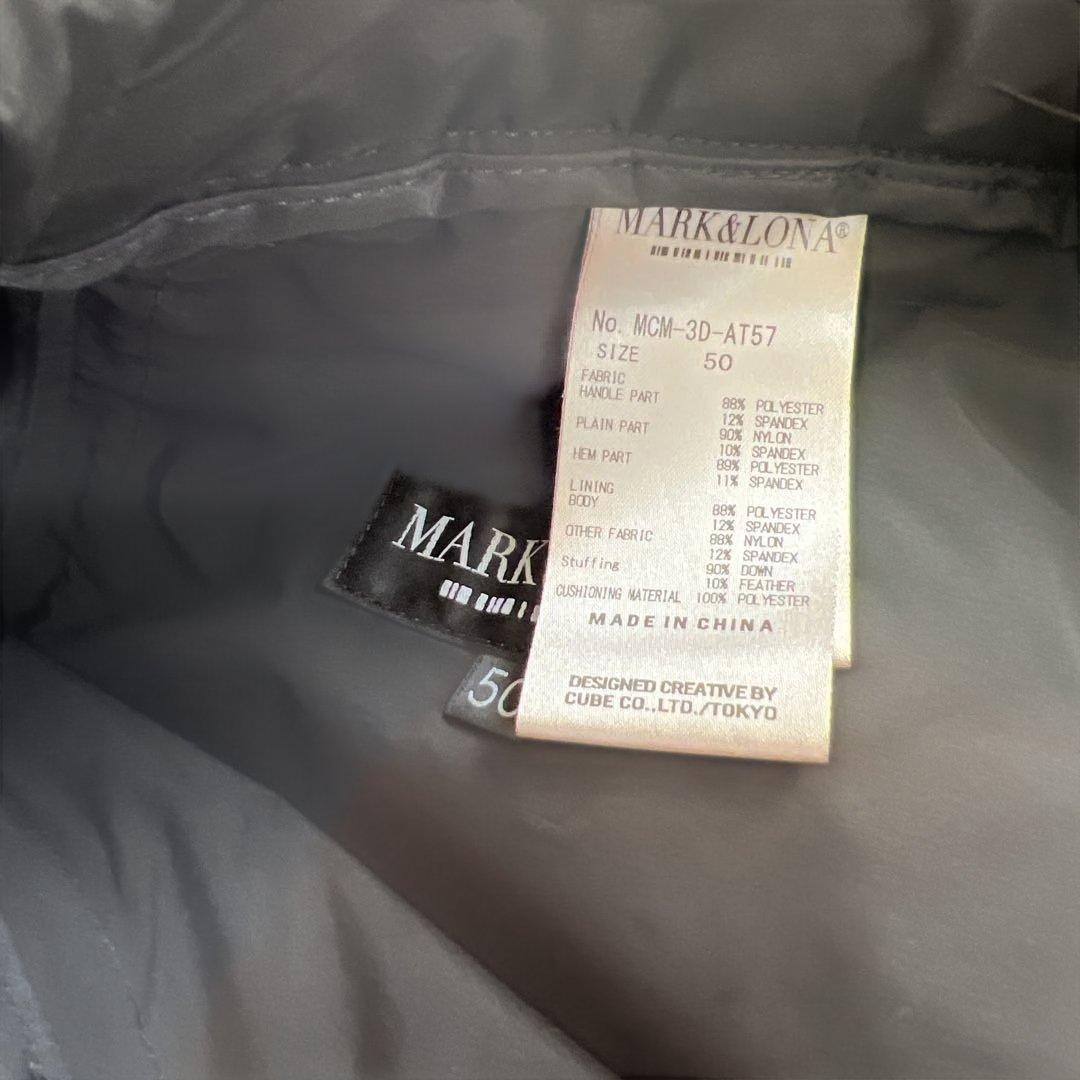 MARK&LONA®
No. MCM-3D-AT57
SIZE 50
FABRIC
HANDLE PART
88% POLYESTER
12% SPANDEX
PLAIN PART
90% NYLON
10% SPANDEX
HEM PART
89% POLYESTER
11% SPANDEX
LINING
BODY
88% POLYESTER
12% SPANDEX
OTHER FABRIC
88% NYLON
12% SPANDEX
Stuffing
90% DOWN
10% FEATHER
CUSHIONING MATERIAL 100% POLYESTER
MADE IN CHINA
DESIGNED CREATIVE BY
CUBE CO.,LTD./TOKYO
MARK
50